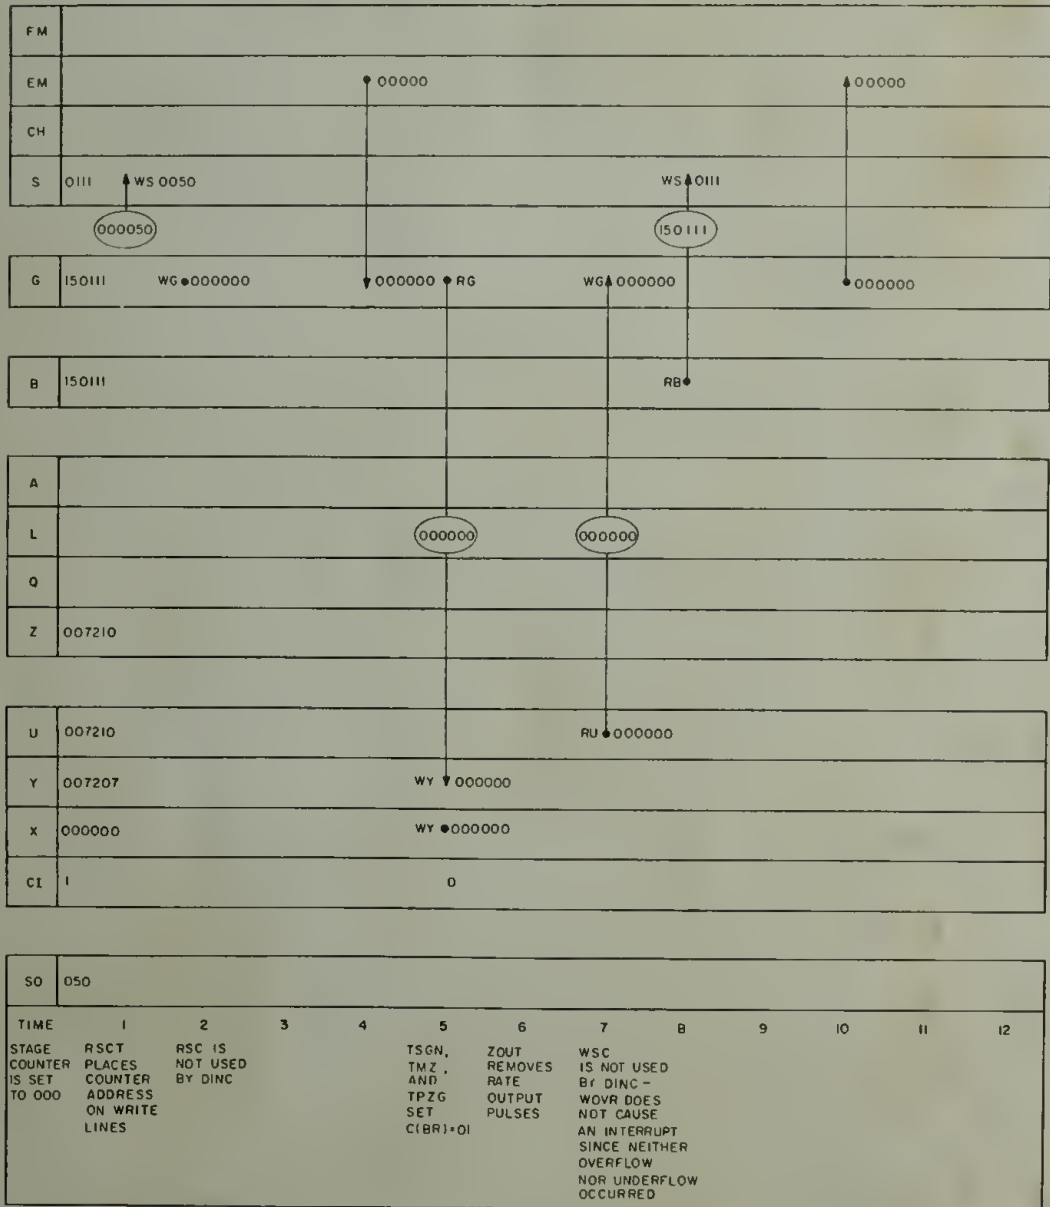 FM
EM 00000 00000
CH
S 0111 WS 0050 WS 0111
000050 150111
G 150111 WG 000000 000000 RG WG 000000 000000
B 150111 RB
A
L 000000 000000
Q
Z 007210
U 007210 RU 000000
Y 007207 WY 000000
X 000000 WY 000000
CI 1 0
SO 050
TIME 1 2 3 4 5 6 7 8 9 10 11 12
STAGE
COUNTER
IS SET
TO 000
RSCT
PLACES
COUNTER
ADDRESS
ON WRITE
LINES
RSC IS
NOT USED
BY DINC
TSGN,
TMZ,
AND
TPZG
SET
C(BR)=01
ZOUT
REMOVES
RATE
OUTPUT
PULSES
WSC
IS NOT USED
BY DINC -
WOVR DOES
NOT CAUSE
AN INTERRUPT
SINCE NEITHER
OVERFLOW
NOR UNDERFLOW
OCCURRED